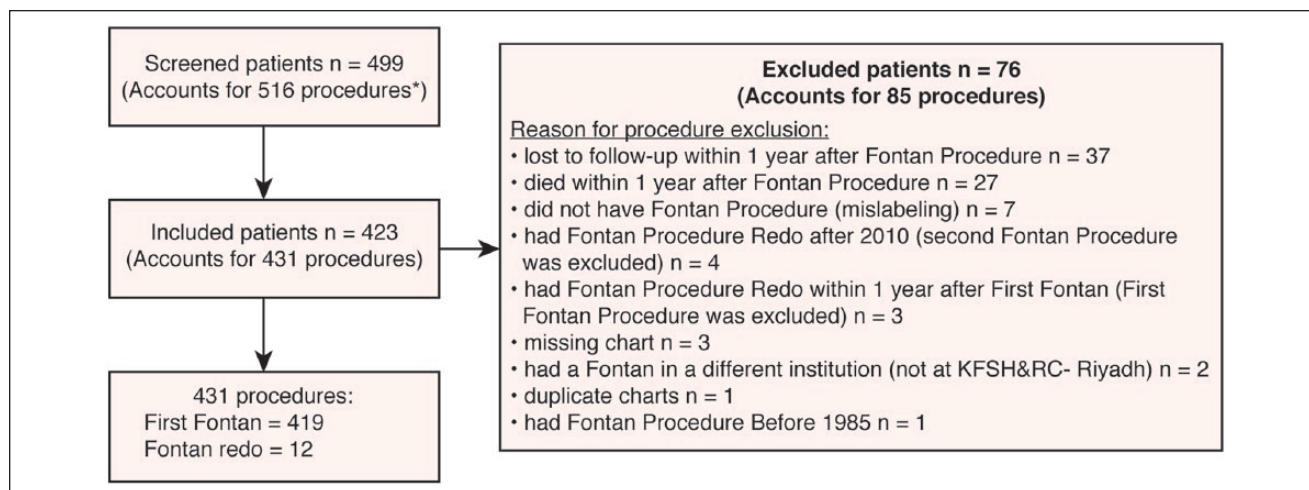 Screened patients n = 499
(Accounts for 516 procedures*)
Included patients n = 423
(Accounts for 431 procedures)
431 procedures:
First Fontan = 419
Fontan redo = 12
Excluded patients n = 76
(Accounts for 85 procedures)
Reason for procedure exclusion:
• lost to follow-up within 1 year after Fontan Procedure n = 37
• died within 1 year after Fontan Procedure n = 27
• did not have Fontan Procedure (mislabeling) n = 7
• had Fontan Procedure Redo after 2010 (second Fontan Procedure
was excluded) n = 4
• had Fontan Procedure Redo within 1 year after First Fontan (First
Fontan Procedure was excluded) n = 3
• missing chart n = 3
• had a Fontan in a different institution (not at KFSH&RC- Riyadh) n = 2
• duplicate charts n = 1
• had Fontan Procedure Before 1985 n = 1